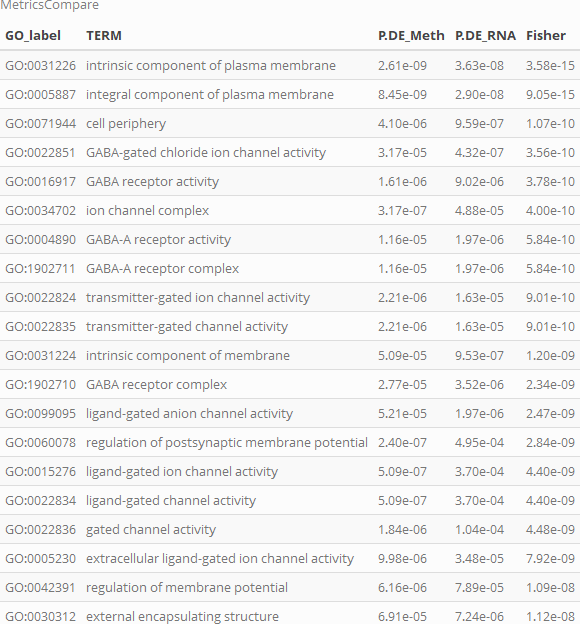 MetricsCompare
GO_label TERM P.DE_Meth P.DE_RNA Fisher
GO:0031226 intrinsic component of plasma membrane 2.61e-09 3.63e-08 3.58e-15
GO:0005887 integral component of plasma membrane 8.45e-09 2.90e-08 9.05e-15
GO:0071944 cell periphery 4.10e-06 9.59e-07 1.07e-10
GO:0022851 GABA-gated chloride ion channel activity 3.17e-05 4.32e-07 3.56e-10
GO:0016917 GABA receptor activity 1.61e-06 9.02e-06 3.78e-10
GO:0034702 ion channel complex 3.17e-07 4.88e-05 4.00e-10
GO:0004890 GABA-A receptor activity 1.16e-05 1.97e-06 5.84e-10
GO:1902711 GABA-A receptor complex 1.16e-05 1.97e-06 5.84e-10
GO:0022824 transmitter-gated ion channel activity 2.21e-06 1.63e-05 9.01e-10
GO:0022835 transmitter-gated channel activity 2.21e-06 1.63e-05 9.01e-10
GO:0031224 intrinsic component of membrane 5.09e-05 9.53e-07 1.20e-09
GO:1902710 GABA receptor complex 2.77e-05 3.52e-06 2.34e-09
GO:0099095 ligand-gated anion channel activity 5.21e-05 1.97e-06 2.47e-09
GO:0060078 regulation of postsynaptic membrane potential 2.40e-07 4.95e-04 2.84e-09
GO:0015276 ligand-gated ion channel activity 5.09e-07 3.70e-04 4.40e-09
GO:0022834 ligand-gated channel activity 5.09e-07 3.70e-04 4.40e-09
GO:0022836 gated channel activity 1.84e-06 1.04e-04 4.48e-09
GO:0005230 extracellular ligand-gated ion channel activity 9.98e-06 3.48e-05 7.92e-09
GO:0042391 regulation of membrane potential 6.16e-06 7.89e-05 1.09e-08
GO:0030312 external encapsulating structure 6.91e-05 7.24e-06 1.12e-08